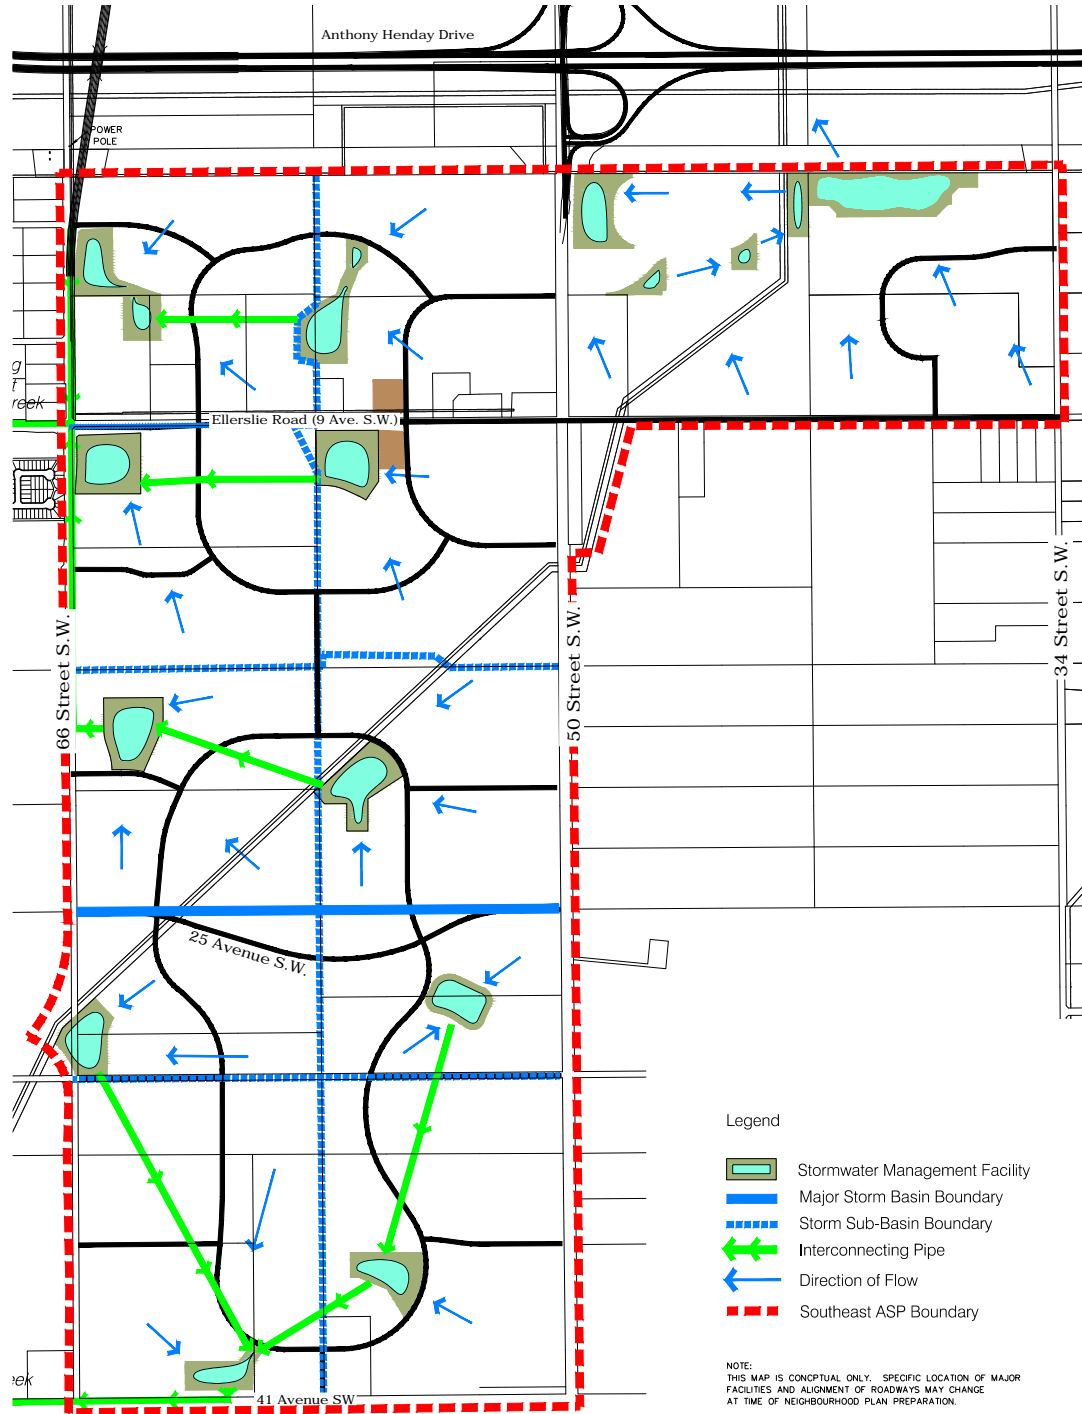 Anthony Henday Drive
POWER
POLE
g
t
reek
Ellerslie Road (9 Ave. S.W.)
66 Street S.W.
50 Street S.W.
34 Street S.W.
25 Avenue S.W.
Legend
Stormwater Management Facility
Major Storm Basin Boundary
Storm Sub-Basin Boundary
Interconnecting Pipe
Direction of Flow
Southeast ASP Boundary
eek
41 Avenue SW
NOTE:
THIS MAP IS CONCPTUAL ONLY. SPECIFIC LOCATION OF MAJOR
FACILITIES AND ALIGNMENT OF ROADWAYS MAY CHANGE
AT TIME OF NEIGHBOURHOOD PLAN PREPARATION.